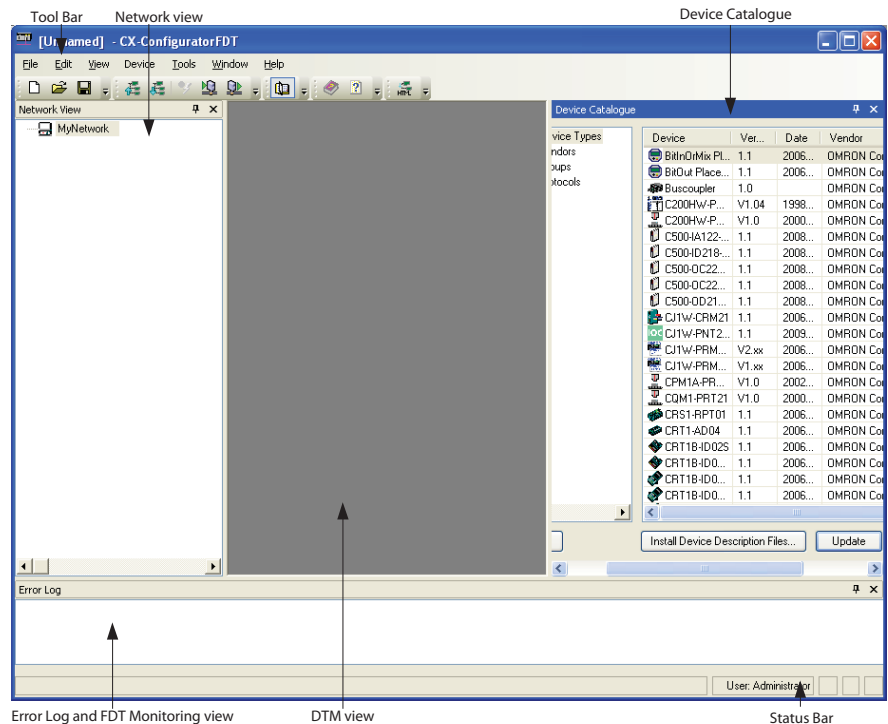 Tool Bar Network view Device Catalogue
[Unnamed] - CX-ConfiguratorFDT
File Edit View Device Tools Window Help
Network View
MyNetwork
Device Catalogue
vice Types
ndors
oups
otocols
Device Ver... Date Vendor
BitInOrMix Pl... 1.1 2006... OMRON Co
BitOut Place... 1.1 2006... OMRON Co
Buscoupler 1.0 OMRON Co
C200HW-P... V1.04 1998... OMRON Co
C200HW-P... V1.0 2000... OMRON Co
C500-IA122-... 1.1 2008... OMRON Co
C500-ID218-... 1.1 2008... OMRON Co
C500-OC22... 1.1 2008... OMRON Co
C500-OC22... 1.1 2008... OMRON Co
C500-OD21... 1.1 2008... OMRON Co
CJ1W-CRM21 1.1 2006... OMRON Co
CJ1W-PNT2... 1.1 2009... OMRON Co
CJ1W-PRM... V2.xx 2006... OMRON Co
CJ1W-PRM... V1.xx 2006... OMRON Co
CPM1A-PR... V1.0 2002... OMRON Co
CQM1-PRT21 V1.0 2000... OMRON Co
CRS1-RPT01 1.1 2006... OMRON Co
CRT1-AD04 1.1 2006... OMRON Co
CRT1B-ID02S 1.1 2006... OMRON Co
CRT1B-ID0... 1.1 2006... OMRON Co
CRT1B-ID0... 1.1 2006... OMRON Co
CRT1B-ID0... 1.1 2006... OMRON Co
Install Device Description Files... Update
Error Log
User: Administrator
Error Log and FDT Monitoring view DTM view Status Bar